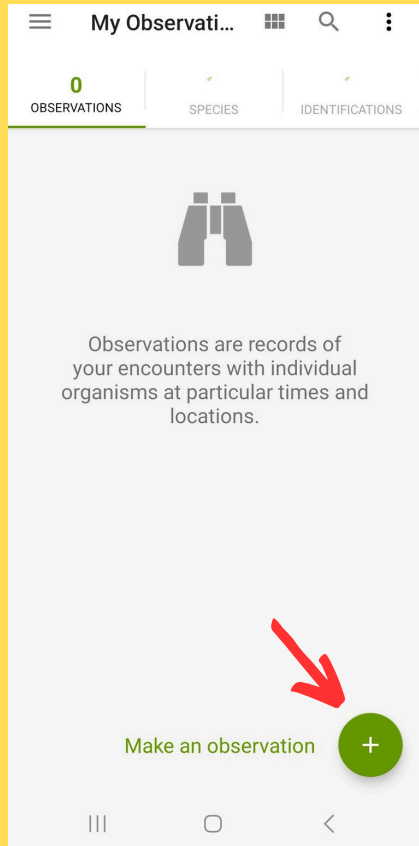 My Observati...
0
OBSERVATIONS
SPECIES
IDENTIFICATIONS
Observations are records of
your encounters with individual
organisms at particular times and
locations.
Make an observation
+